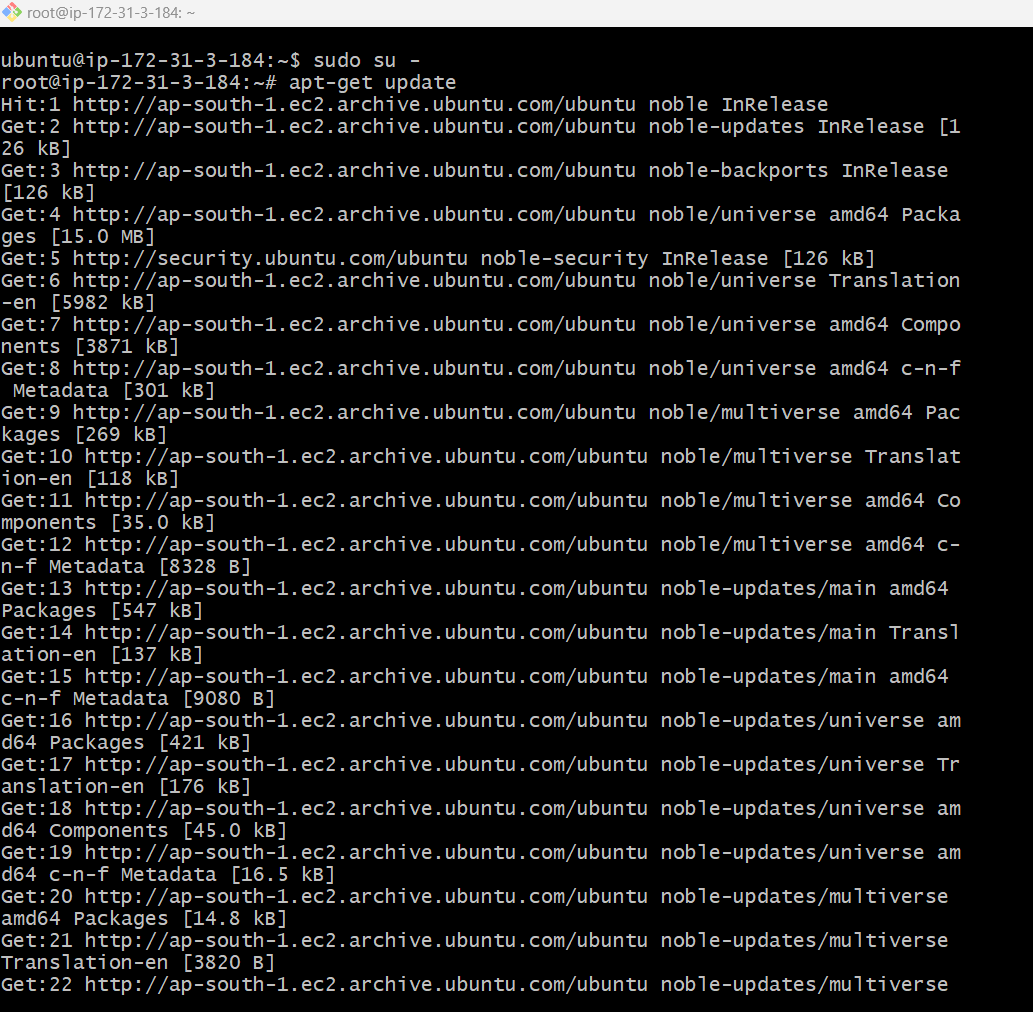 root@ip-172-31-3-184: ~
ubuntu@ip-172-31-3-184:~$ sudo su -
root@ip-172-31-3-184:~# apt-get update
Hit:1 http://ap-south-1.ec2.archive.ubuntu.com/ubuntu noble InRelease
Get:2 http://ap-south-1.ec2.archive.ubuntu.com/ubuntu noble-updates InRelease [1
26 kB]
Get:3 http://ap-south-1.ec2.archive.ubuntu.com/ubuntu noble-backports InRelease
[126 kB]
Get:4 http://ap-south-1.ec2.archive.ubuntu.com/ubuntu noble/universe amd64 Packa
ges [15.0 MB]
Get:5 http://security.ubuntu.com/ubuntu noble-security InRelease [126 kB]
Get:6 http://ap-south-1.ec2.archive.ubuntu.com/ubuntu noble/universe Translation
-en [5982 kB]
Get:7 http://ap-south-1.ec2.archive.ubuntu.com/ubuntu noble/universe amd64 Compo
nents [3871 kB]
Get:8 http://ap-south-1.ec2.archive.ubuntu.com/ubuntu noble/universe amd64 c-n-f
 Metadata [301 kB]
Get:9 http://ap-south-1.ec2.archive.ubuntu.com/ubuntu noble/multiverse amd64 Pac
kages [269 kB]
Get:10 http://ap-south-1.ec2.archive.ubuntu.com/ubuntu noble/multiverse Translat
ion-en [118 kB]
Get:11 http://ap-south-1.ec2.archive.ubuntu.com/ubuntu noble/multiverse amd64 Co
mponents [35.0 kB]
Get:12 http://ap-south-1.ec2.archive.ubuntu.com/ubuntu noble/multiverse amd64 c-
n-f Metadata [8328 B]
Get:13 http://ap-south-1.ec2.archive.ubuntu.com/ubuntu noble-updates/main amd64
Packages [547 kB]
Get:14 http://ap-south-1.ec2.archive.ubuntu.com/ubuntu noble-updates/main Transl
ation-en [137 kB]
Get:15 http://ap-south-1.ec2.archive.ubuntu.com/ubuntu noble-updates/main amd64
c-n-f Metadata [9080 B]
Get:16 http://ap-south-1.ec2.archive.ubuntu.com/ubuntu noble-updates/universe am
d64 Packages [421 kB]
Get:17 http://ap-south-1.ec2.archive.ubuntu.com/ubuntu noble-updates/universe Tr
anslation-en [176 kB]
Get:18 http://ap-south-1.ec2.archive.ubuntu.com/ubuntu noble-updates/universe am
d64 Components [45.0 kB]
Get:19 http://ap-south-1.ec2.archive.ubuntu.com/ubuntu noble-updates/universe am
d64 c-n-f Metadata [16.5 kB]
Get:20 http://ap-south-1.ec2.archive.ubuntu.com/ubuntu noble-updates/multiverse
amd64 Packages [14.8 kB]
Get:21 http://ap-south-1.ec2.archive.ubuntu.com/ubuntu noble-updates/multiverse
Translation-en [3820 B]
Get:22 http://ap-south-1.ec2.archive.ubuntu.com/ubuntu noble-updates/multiverse